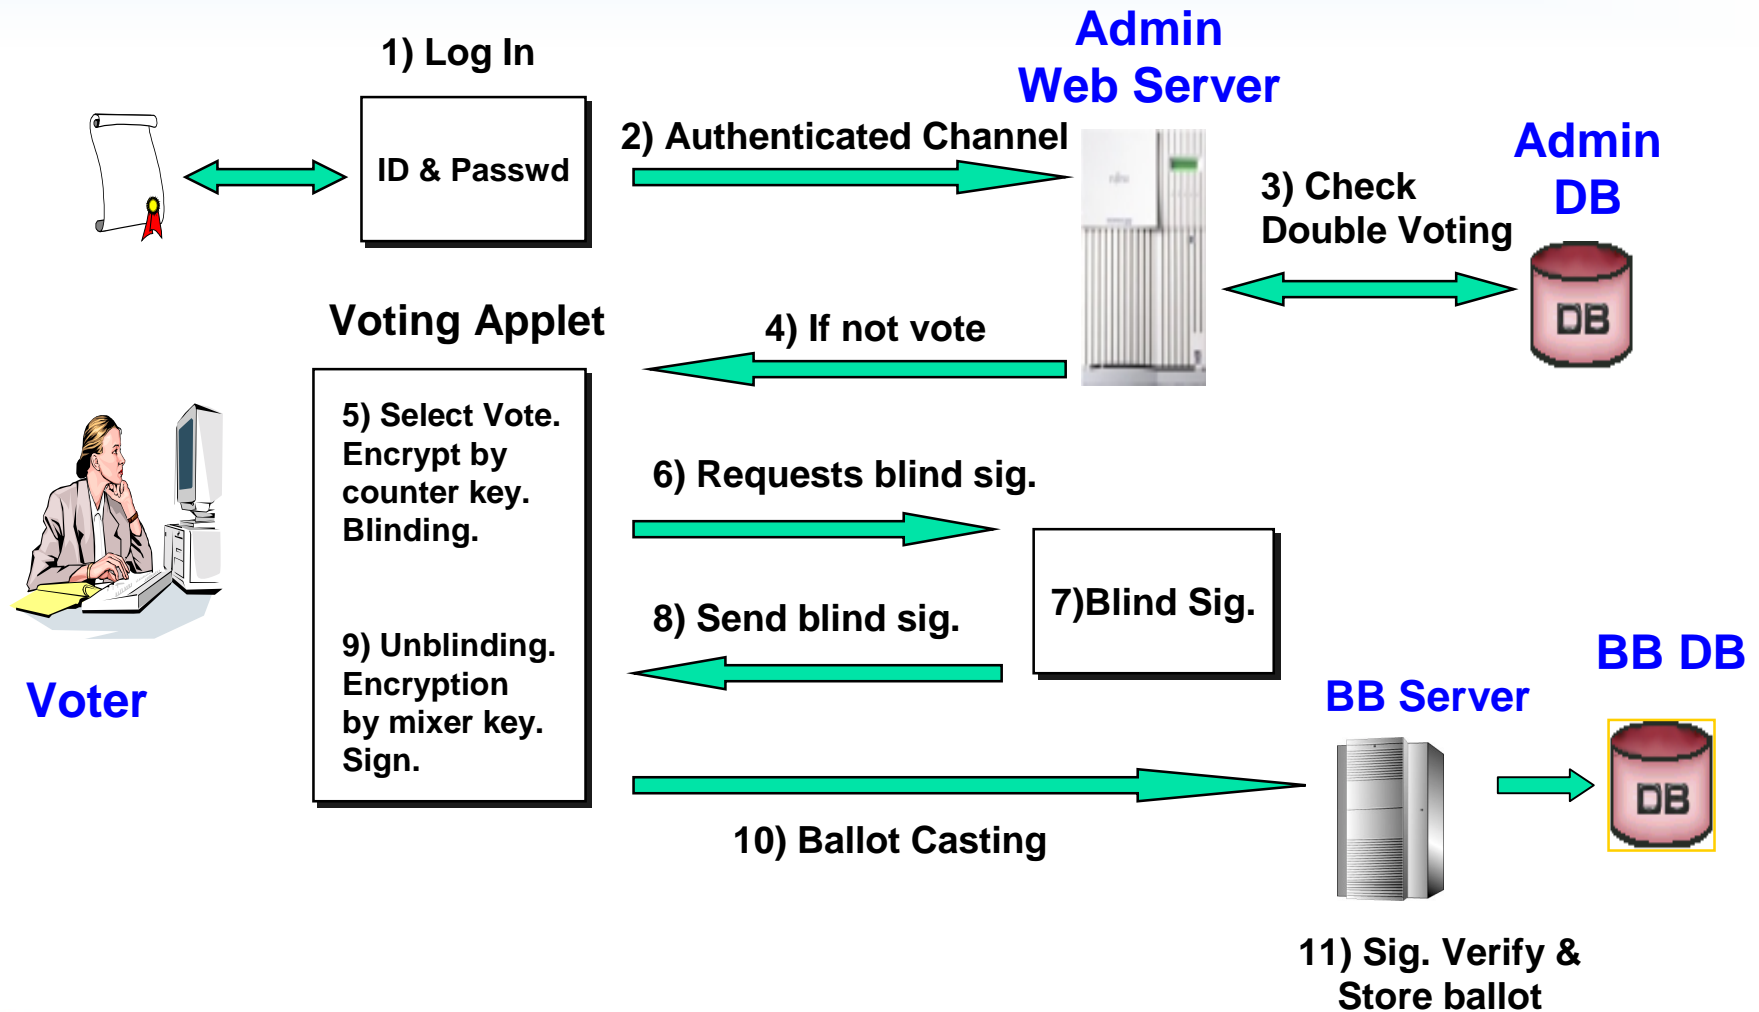 1) Log In
Admin
Web Server
ID & Passwd
2) Authenticated Channel
Admin
DB
3) Check
Double Voting
DB
Voting Applet
4) If not vote
5) Select Vote.
Encrypt by
counter key.
Blinding.
6) Requests blind sig.
7)Blind Sig.
8) Send blind sig.
9) Unblinding.
Encryption
by mixer key.
Sign.
Voter
BB Server
BB DB
DB
10) Ballot Casting
11) Sig. Verify &
Store ballot